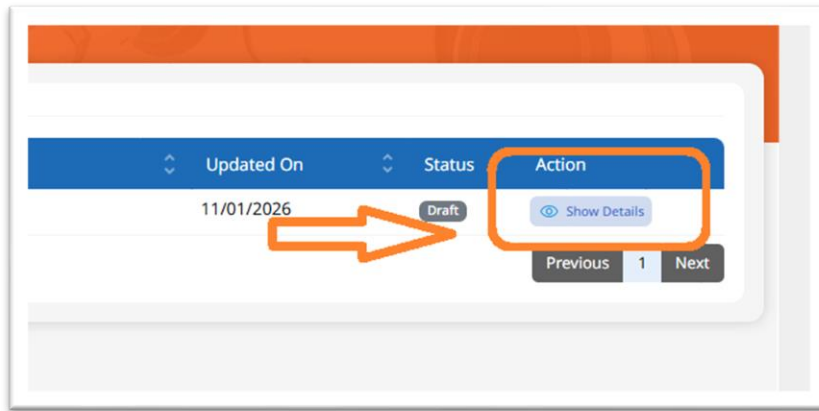 Updated On Status Action
11/01/2026 Draft Show Details
Previous 1 Next